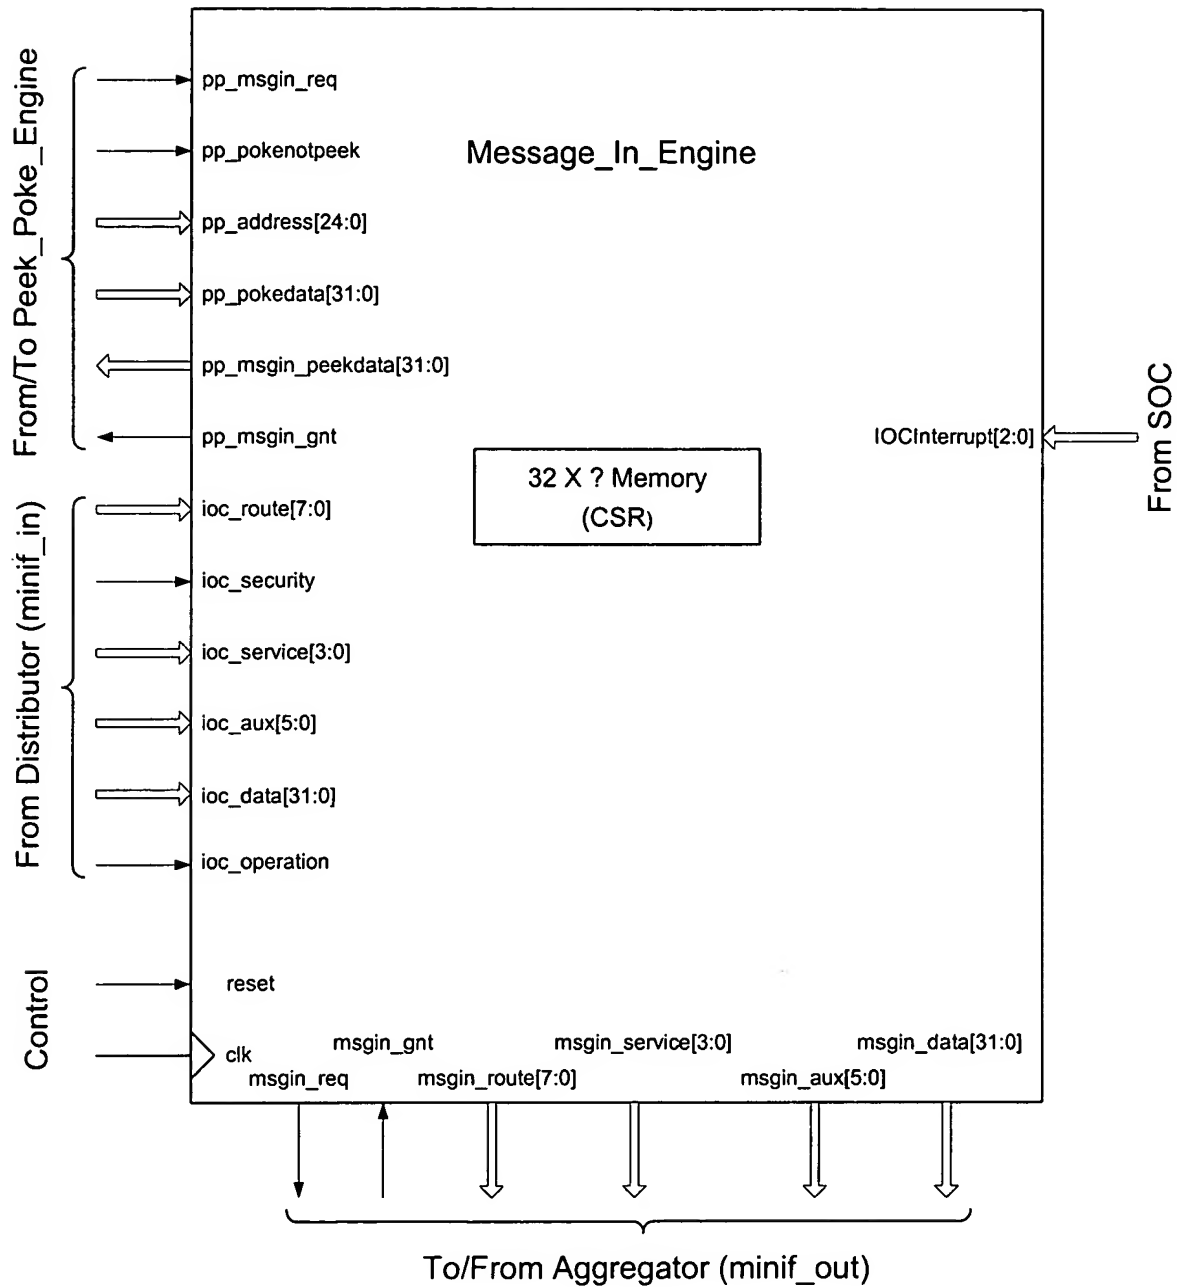 From/To Peek_Poke_Engine
pp_msgin_req
pp_pokenotpeek
Message_In_Engine
pp_address[24:0]
pp_pokedata[31:0]
pp_msgin_peekdata[31:0]
pp_msgin_gnt
IOCInterrupt[2:0]
From SOC
32 X ? Memory
(CSR)
From Distributor (minif_in)
ioc_route[7:0]
ioc_security
ioc_service[3:0]
ioc_aux[5:0]
ioc_data[31:0]
ioc_operation
Control
reset
clk
msgin_gnt
msgin_service[3:0]
msgin_data[31:0]
msgin_req
msgin_route[7:0]
msgin_aux[5:0]
To/From Aggregator (minif_out)